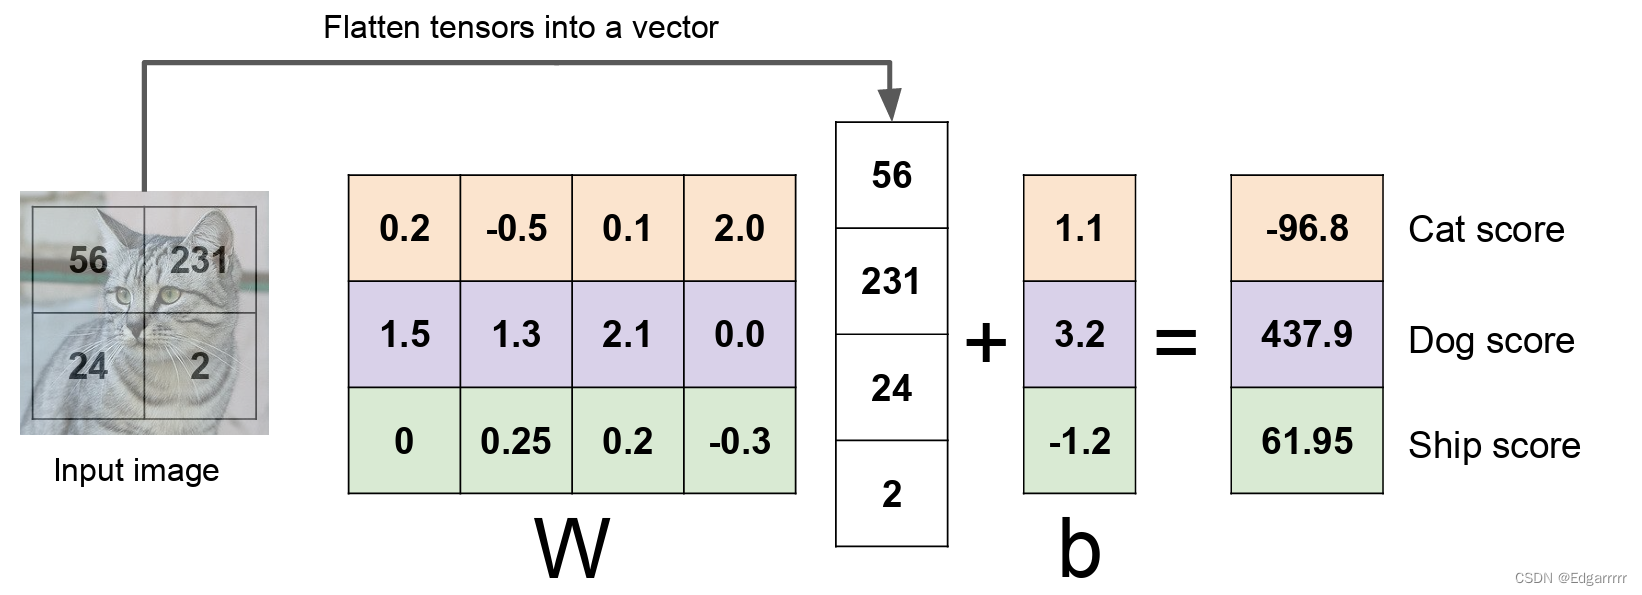 Flatten tensors into a vector
56 231
24 2
Input image
0.2 -0.5 0.1 2.0
1.5 1.3 2.1 0.0
0 0.25 0.2 -0.3
W
56
231
24
2
+
1.1
3.2
-1.2
b
=
-96.8 Cat score
437.9 Dog score
61.95 Ship score
CSDN @Edgarrrrr